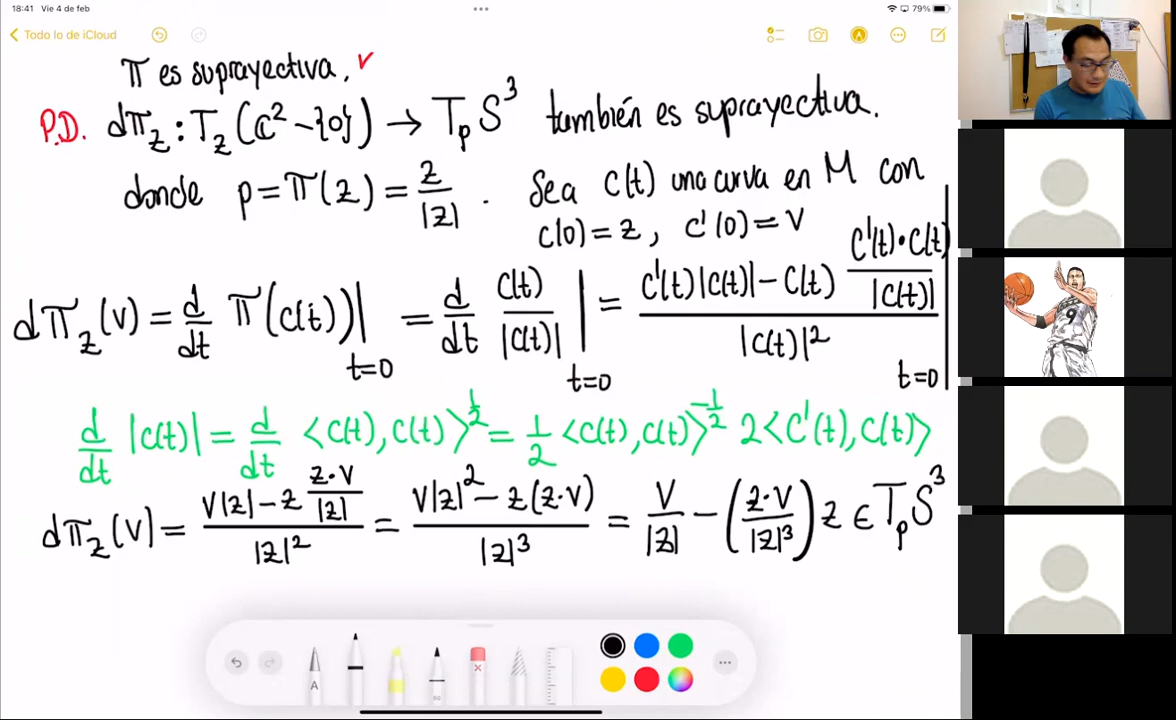 18:41 Vie 4 de feb
79%
Todo lo de iCloud
π es suprayectiva. ✓
P.D. dπ_z : T_z(ℂ² - {0}) → T_p S³ también es suprayectiva.
donde p = π(z) = z/|z| . Sea c(t) una curva en M con
c(0) = z, c'(0) = v
dπ_z(v) = d/dt π(c(t))|_{t=0} = d/dt c(t)/|c(t)| |_{t=0} = (c'(t)|c(t)| - c(t) (c'(t)·c(t))/|c(t)|) / |c(t)|² |_{t=0}
d/dt |c(t)| = d/dt <c(t), c(t)>^{1/2} = 1/2 <c(t), c(t)>^{-1/2} 2<c'(t), c(t)>
dπ_z(v) = (v|z| - z (z·v)/|z|) / |z|² = (v|z|² - z(z·v)) / |z|³ = v/|z| - ((z·v)/|z|³) z ∈ T_p S³
A
9